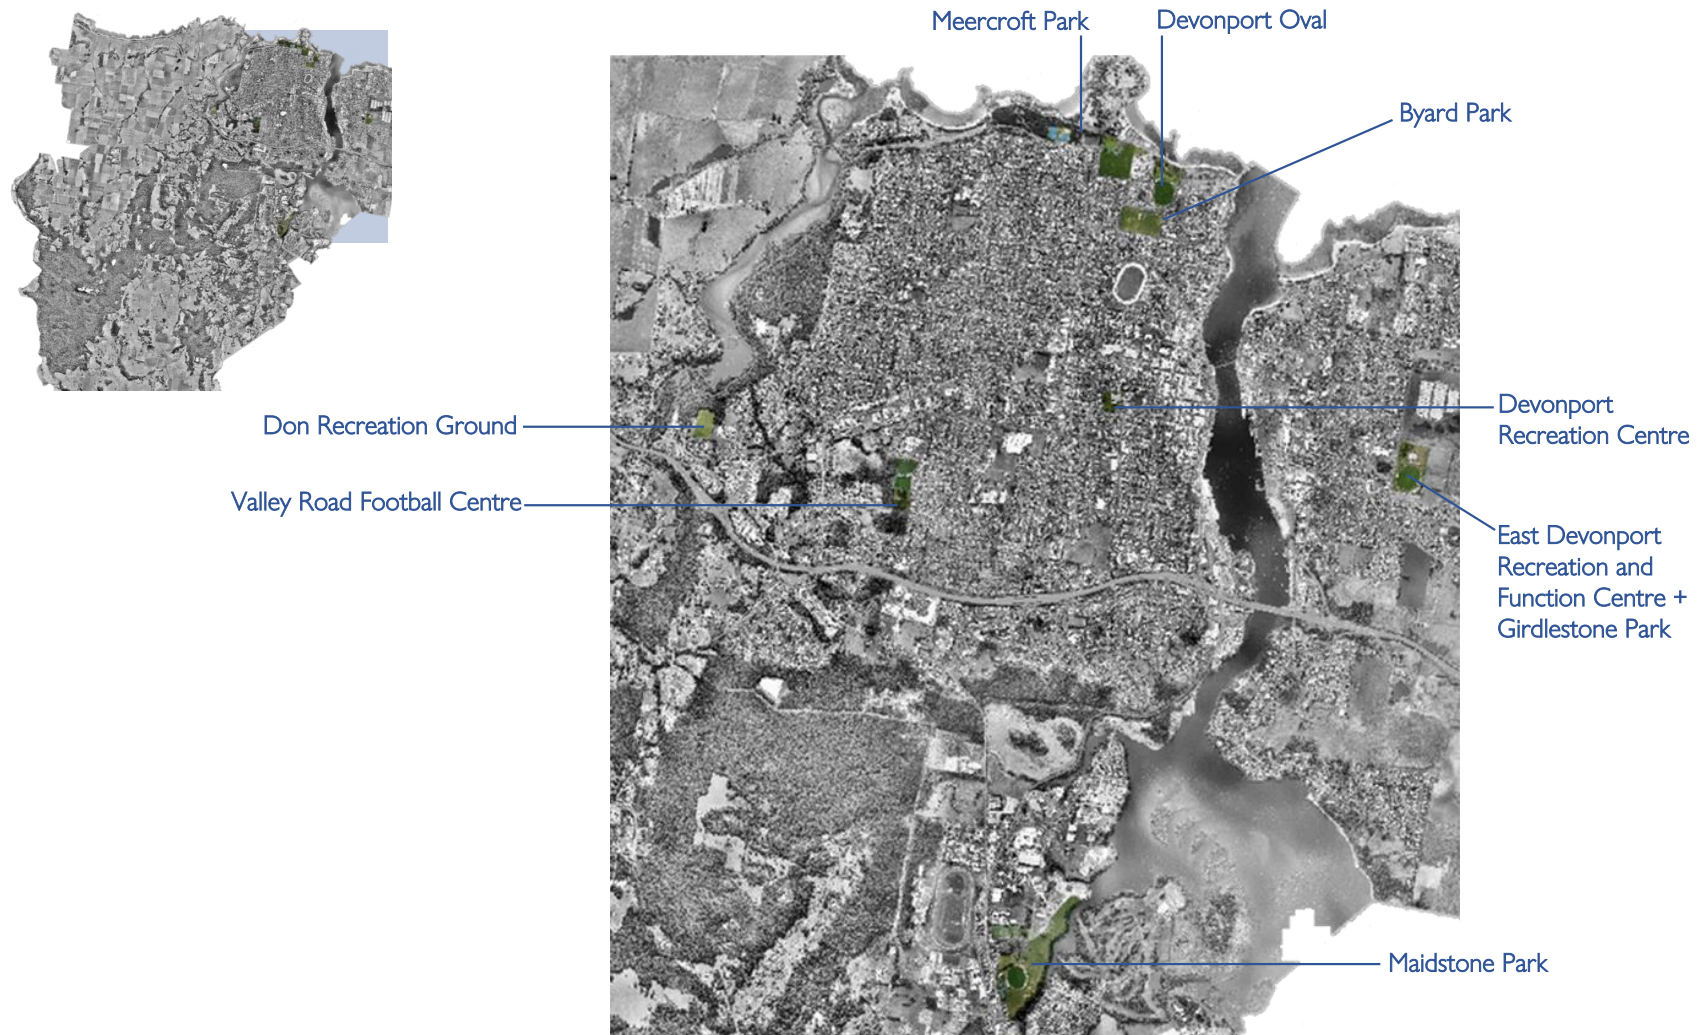 Meercroft Park
Devonport Oval
Byard Park
Devonport
Recreation Centre
Don Recreation Ground
Valley Road Football Centre
East Devonport
Recreation and
Function Centre +
Girdlestone Park
Maidstone Park